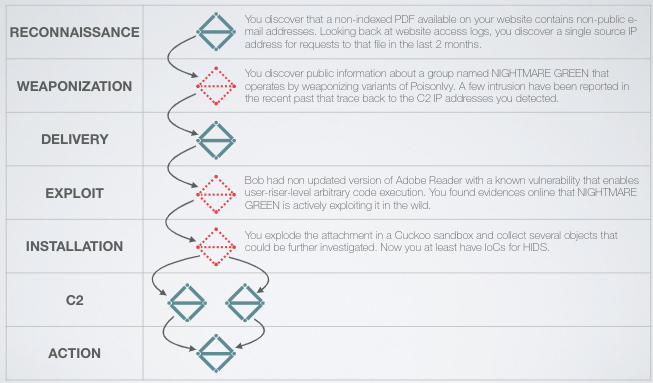 RECONNAISSANCE
You discover that a non-indexed PDF available on your website contains non-public e-
mail addresses. Looking back at website access logs, you discover a single source IP
address for requests to that file in the last 2 months.
WEAPONIZATION
You discover public information about a group named NIGHTMARE GREEN that
operates by weaponizing variants of PoisonIvy. A few intrusion have been reported in
the recent past that trace back to the C2 IP addresses you detected.
DELIVERY
EXPLOIT
Bob had non updated version of Adobe Reader with a known vulnerability that enables
user-riser-level arbitrary code execution. You found evidences online that NIGHTMARE
GREEN is actively exploiting it in the wild.
INSTALLATION
You explode the attachment in a Cuckoo sandbox and collect several objects that
could be further investigated. Now you at least have IoCs for HIDS.
C2
ACTION